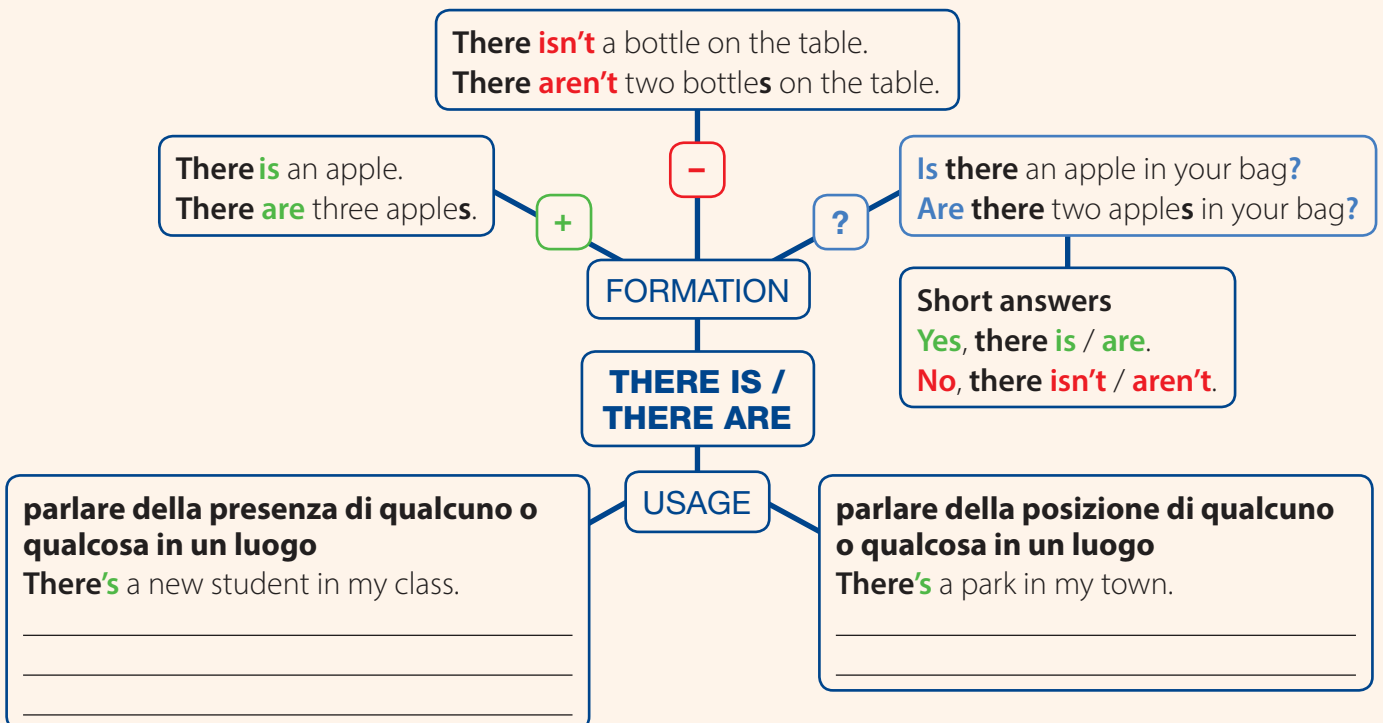 There isn't a bottle on the table.
There aren't two bottles on the table.
There is an apple.
There are three apples.
+
–
?
Is there an apple in your bag?
Are there two apples in your bag?
FORMATION
Short answers
Yes, there is / are.
No, there isn't / aren't.
THERE IS /
THERE ARE
USAGE
parlare della presenza di qualcuno o
qualcosa in un luogo
There's a new student in my class.
parlare della posizione di qualcuno
o qualcosa in un luogo
There's a park in my town.